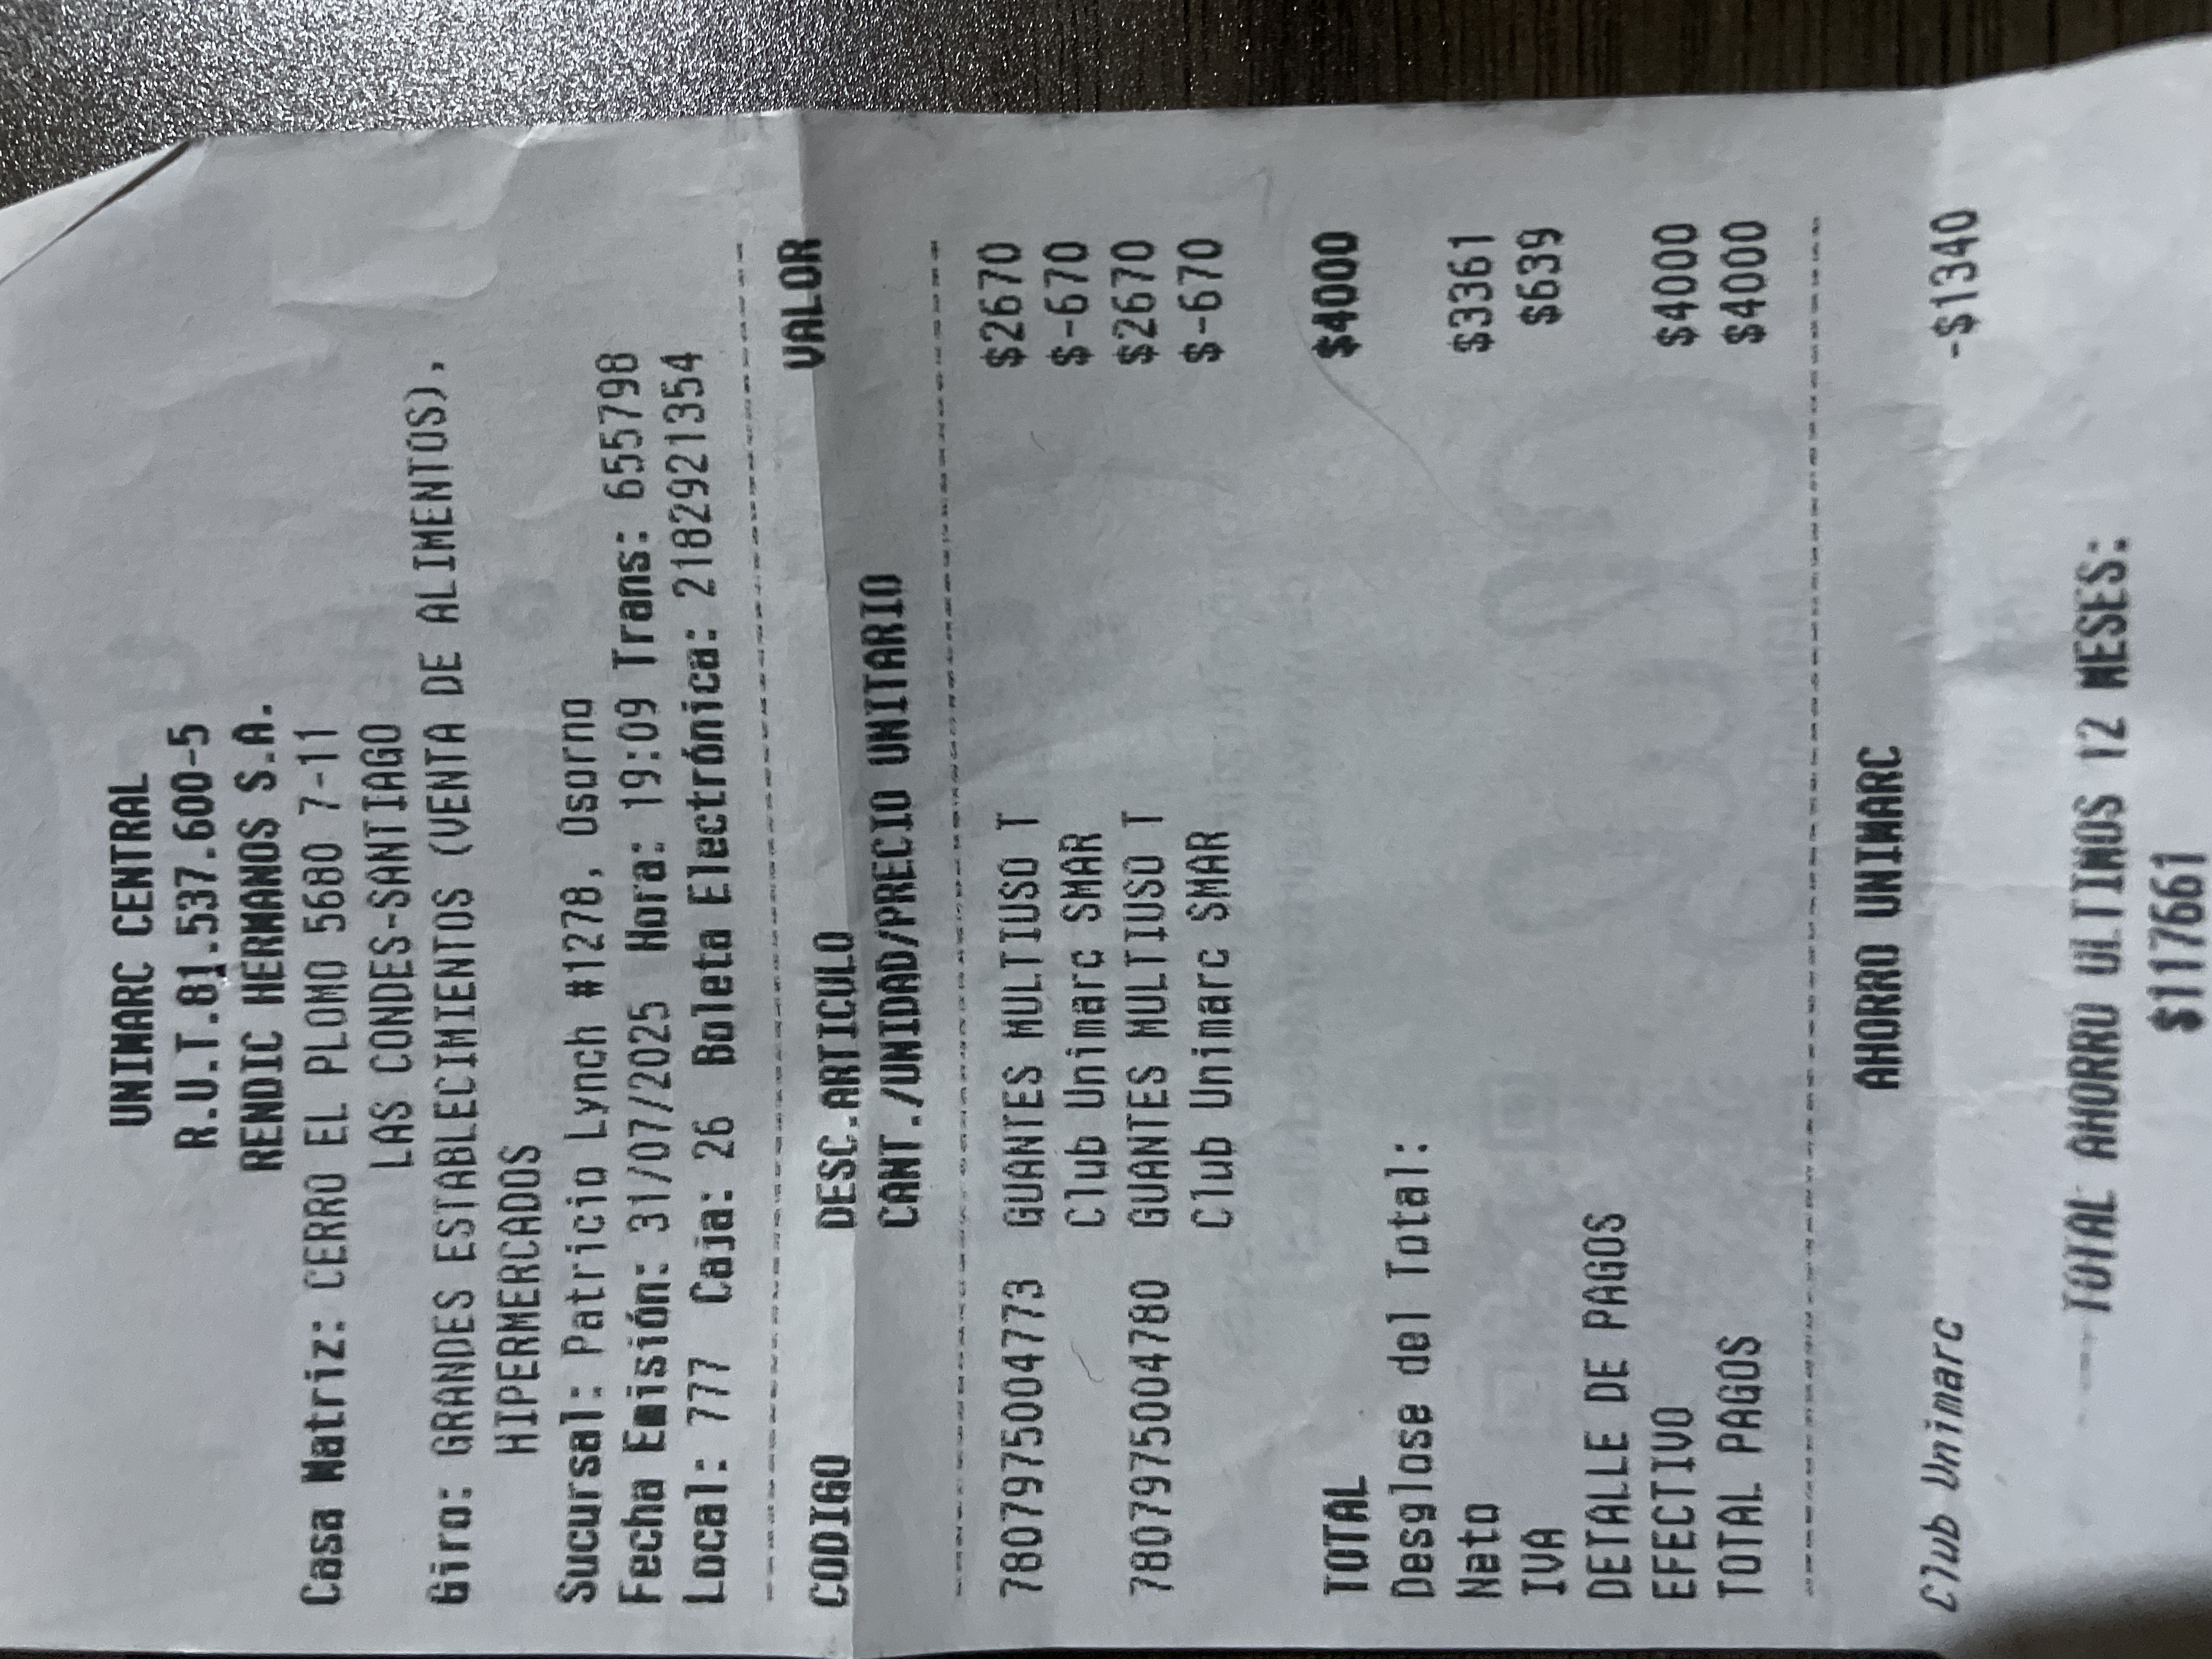 UNIMARC CENTRAL
R.U.T.81.537.600-5
RENDIC HERMANOS S.A.
Casa Matriz: CERRO EL PLOMO 5680 7-11
LAS CONDES-SANTIAGO
Giro: GRANDES ESTABLECIMIENTOS (VENTA DE ALIMENTOS),
HIPERMERCADOS
Sucursal: Patricio Lynch #1278, Osorno
Fecha Emisión: 31/07/2025 Hora: 19:09 Trans: 655798
Local: 777 Caja: 26 Boleta Electrónica: 2182921354
CODIGO DESC.ARTICULO VALOR
CANT./UNIDAD/PRECIO UNITARIO
7807975004773 GUANTES MULTIUSO T $2670
Club Unimarc SMAR $-670
7807975004780 GUANTES MULTIUSO T $2670
Club Unimarc SMAR $-670
TOTAL $4000
Desglose del Total:
Neto $3361
IVA $639
DETALLE DE PAGOS
EFECTIVO $4000
TOTAL PAGOS $4000
AHORRO UNIMARC
Club Unimarc -$1340
TOTAL AHORRO ULTIMOS 12 MESES:
$117661